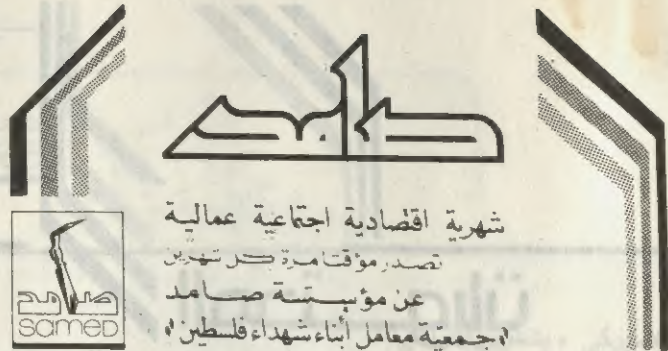 صامد
شهرية اقتصادية اجتماعية عمالية
تصدر مؤقتا مرة كل شهرين
عن مؤسسة صامد
"جمعية معامل أبناء شهداء فلسطين"
صامد
SAMED